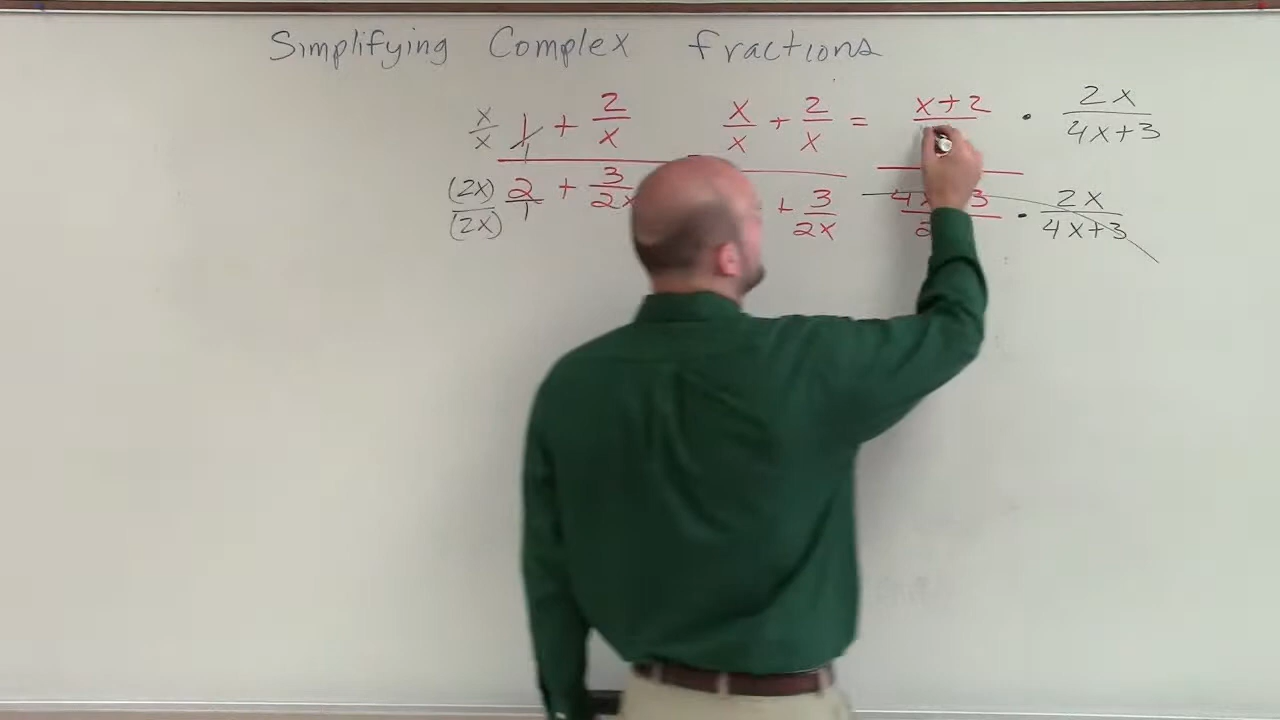 Simplifying Complex fractions
x/x 1/1 + 2/x x/x + 2/x = x+2 · 2x/4x+3
(2x)/(2x) 2/1 + 3/2x + 3/2x · 2x/4x+3